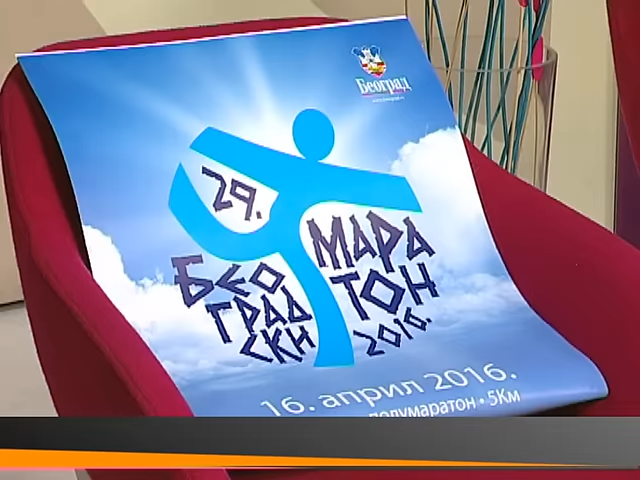 Београд
29.
БЕО
ГРАД
СКИ
МАРА
ТОН
2016.
16. април 2016.
полумаратон • 5Км